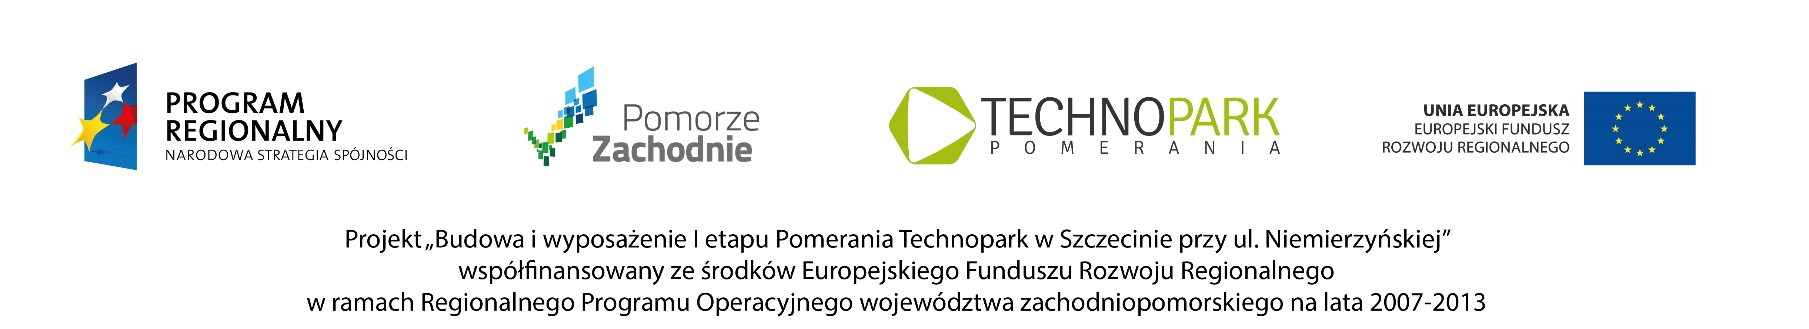 PROGRAM
REGIONALNY
NARODOWA STRATEGIA SPÓJNOŚCI
Pomorze
Zachodnie
TECHNOPARK
POMERANIA
UNIA EUROPEJSKA
EUROPEJSKI FUNDUSZ
ROZWOJU REGIONALNEGO
Projekt „Budowa i wyposażenie I etapu Pomerania Technopark w Szczecinie przy ul. Niemierzyńskiej”
współfinansowany ze środków Europejskiego Funduszu Rozwoju Regionalnego
w ramach Regionalnego Programu Operacyjnego województwa zachodniopomorskiego na lata 2007-2013